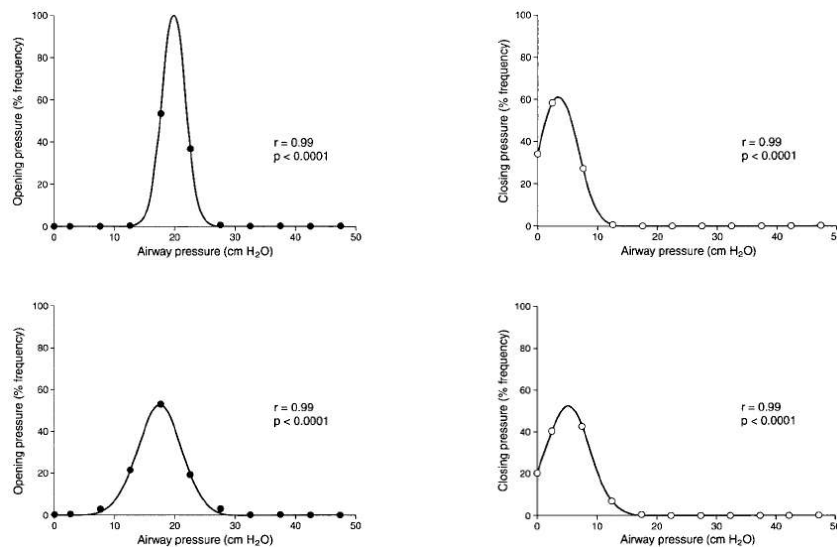 100
80
60
40
20
0
Opening pressure (% frequency)
r = 0.99
p < 0.0001
0 10 20 30 40 50
Airway pressure (cm H₂O)
100
80
60
40
20
0
Closing pressure (% frequency)
r = 0.99
p < 0.0001
0 10 20 30 40 50
Airway pressure (cm H₂O)
100
80
60
40
20
0
Opening pressure (% frequency)
r = 0.99
p < 0.0001
0 10 20 30 40 50
Airway pressure (cm H₂O)
100
80
60
40
20
0
Closing pressure (% frequency)
r = 0.99
p < 0.0001
0 10 20 30 40 50
Airway pressure (cm H₂O)